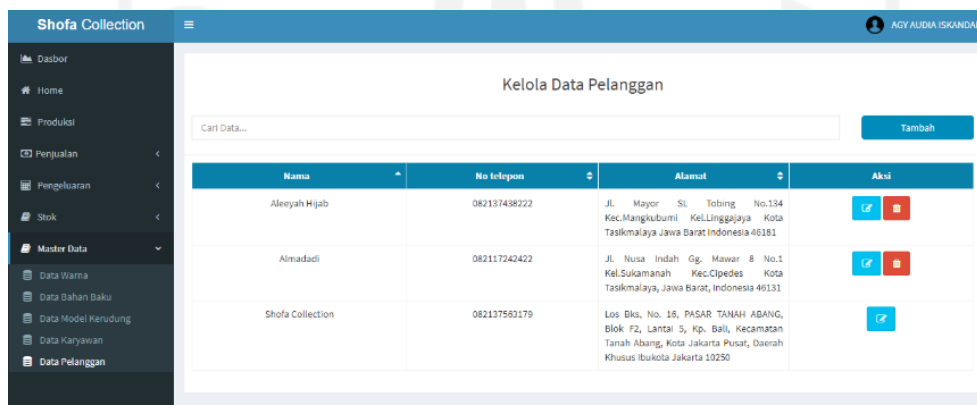 Shofa Collection
AGY AUDIA ISKANDAR
Dasbor
Home
Produksi
Penjualan
Pengeluaran
Stok
Master Data
Data Warna
Data Bahan Baku
Data Model Kerudung
Data Karyawan
Data Pelanggan
Kelola Data Pelanggan
Cari Data...
Tambah
Nama No telepon Alamat Aksi
Aleeyah Hijab 082137438222 Jl. Mayor SL Tobing No.134
Kec.Mangkubumi Kel.Linggajaya Kota
Tasikmalaya Jawa Barat Indonesia 46181
Almadadi 082117242422 Jl. Nusa Indah Gg. Mawar 8 No.1
Kel.Sukamanah Kec.Cipedes Kota
Tasikmalaya, Jawa Barat, Indonesia 46131
Shofa Collection 082137563179 Los Bks, No. 16, PASAR TANAH ABANG,
Blok F2, Lantai 5, Kp. Bali, Kecamatan
Tanah Abang, Kota Jakarta Pusat, Daerah
Khusus Ibukota Jakarta 10250